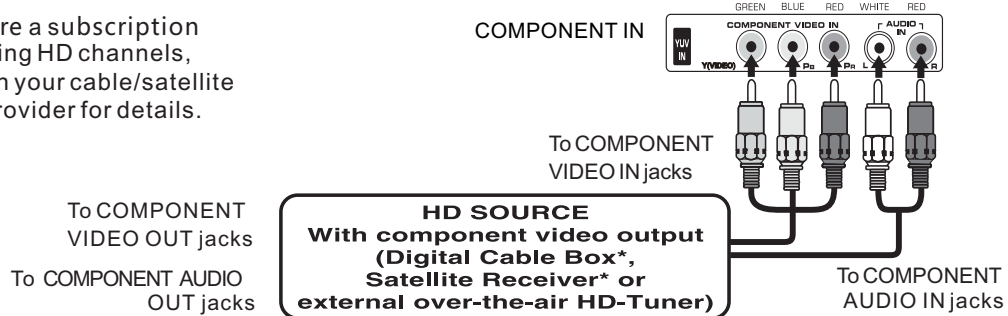 re a subscription
ing HD channels,
n your cable/satellite
rovider for details.
COMPONENT IN
GREEN BLUE RED WHITE RED
COMPONENT VIDEO IN
AUDIO
IN
YUV
IN
Y(VIDEO) PB PR L R
To COMPONENT
VIDEO IN jacks
To COMPONENT
VIDEO OUT jacks
To COMPONENT AUDIO
OUT jacks
HD SOURCE
With component video output
(Digital Cable Box*,
Satellite Receiver* or
external over-the-air HD-Tuner)
To COMPONENT
AUDIO IN jacks